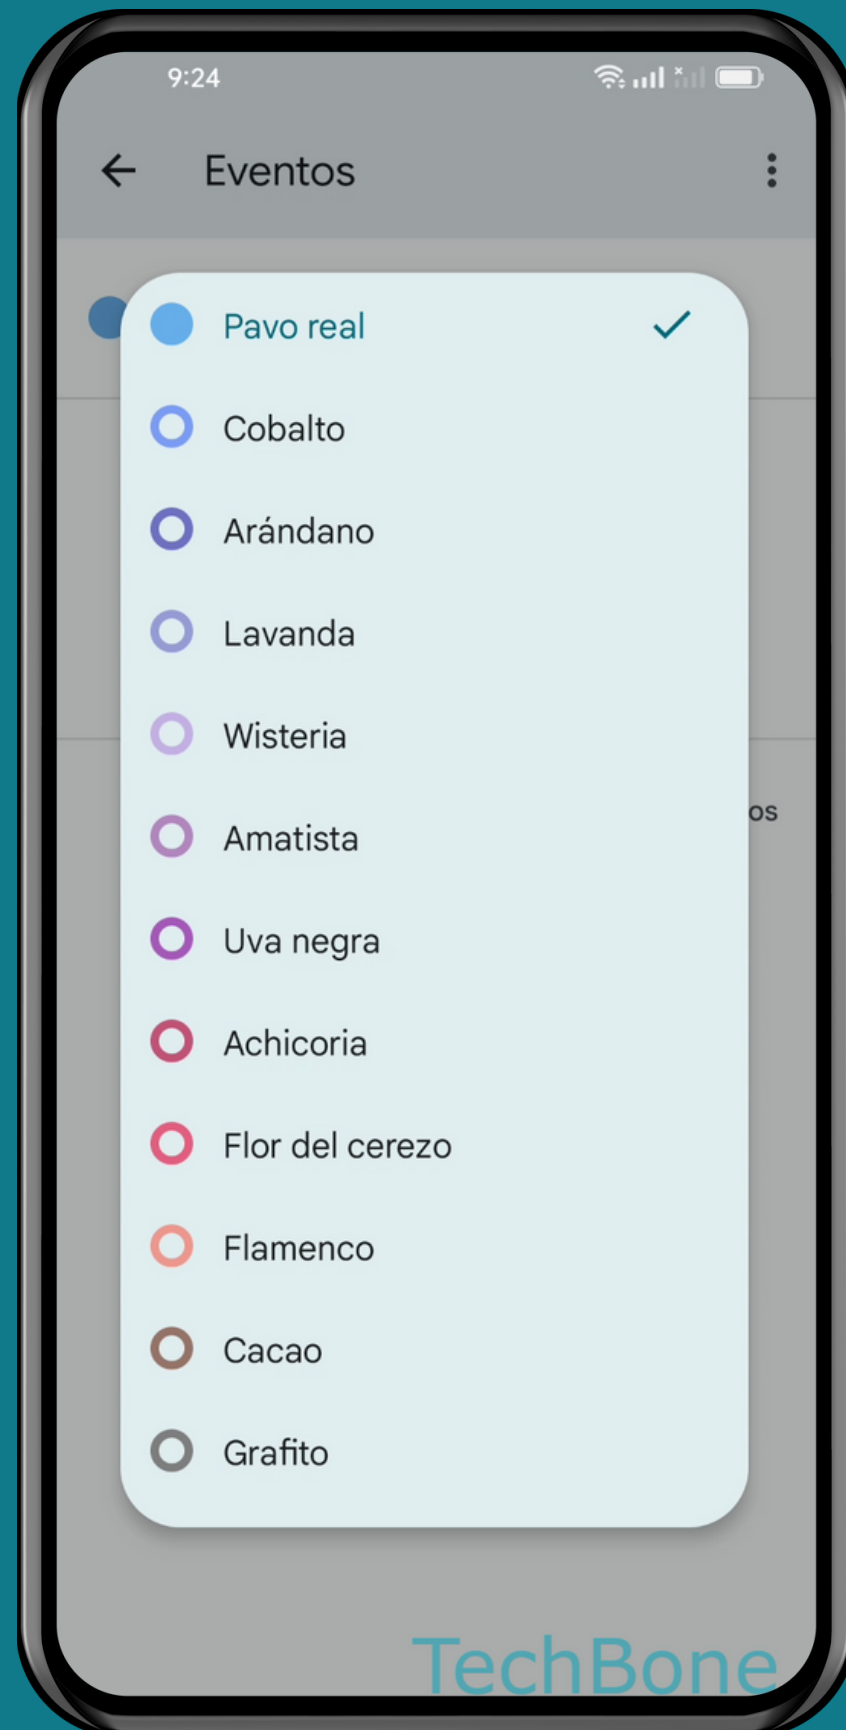 9:24
Eventos
Pavo real
Cobalto
Arándano
Lavanda
Wisteria
os
Amatista
Uva negra
Achicoria
Flor del cerezo
Flamenco
Cacao
Grafito
TechBone